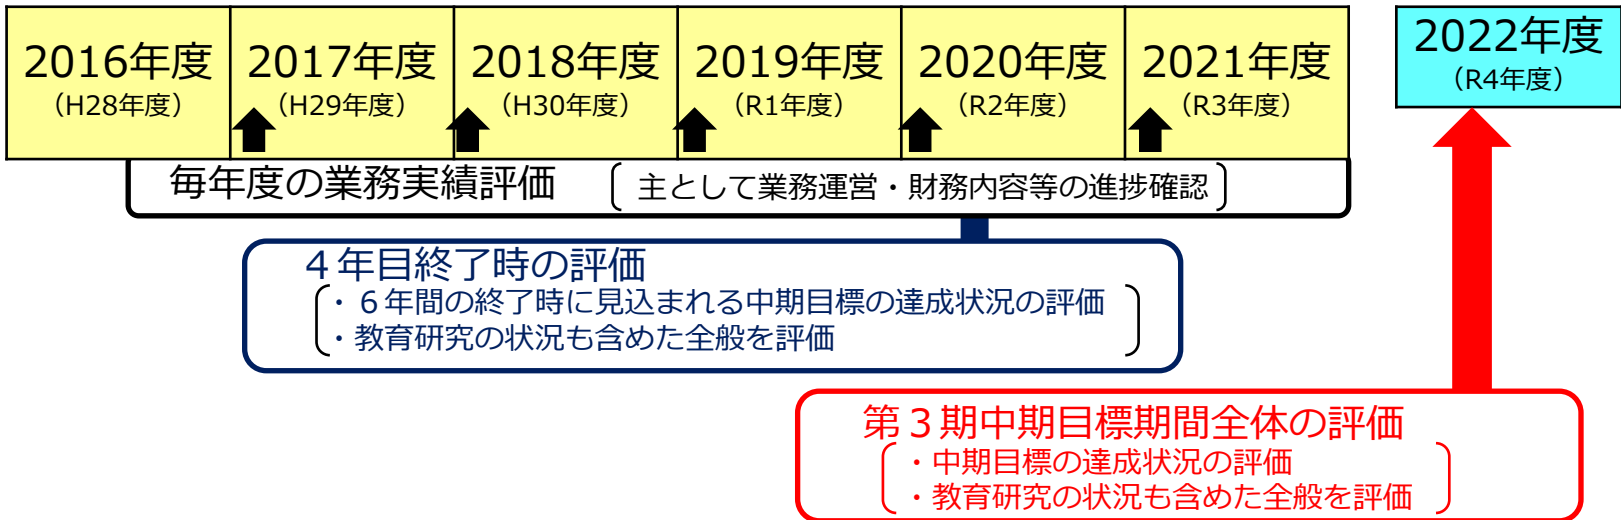 2016年度
(H28年度)
2017年度
(H29年度)
2018年度
(H30年度)
2019年度
(R1年度)
2020年度
(R2年度)
2021年度
(R3年度)
2022年度
(R4年度)
毎年度の業務実績評価
主として業務運営・財務内容等の進捗確認
４年目終了時の評価
・６年間の終了時に見込まれる中期目標の達成状況の評価
・教育研究の状況も含めた全般を評価
第３期中期目標期間全体の評価
・中期目標の達成状況の評価
・教育研究の状況も含めた全般を評価